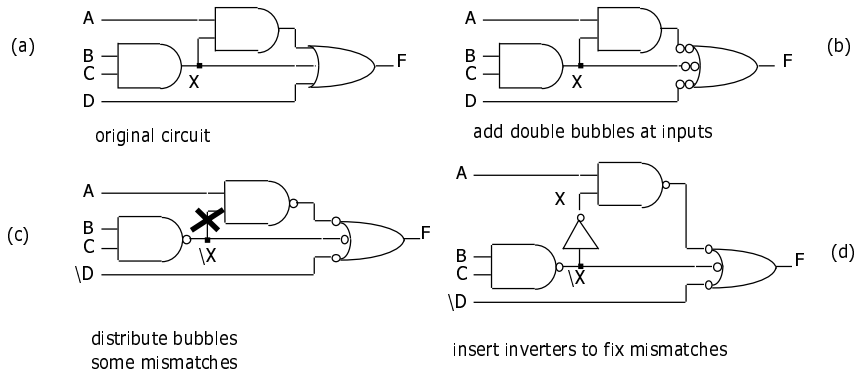 (a)
A
B
C
X
D
F
original circuit
(b)
A
B
C
X
D
F
add double bubbles at inputs
(c)
A
B
C
\X
\D
F
distribute bubbles
some mismatches
(d)
A
X
B
C
\X
\D
F
insert inverters to fix mismatches